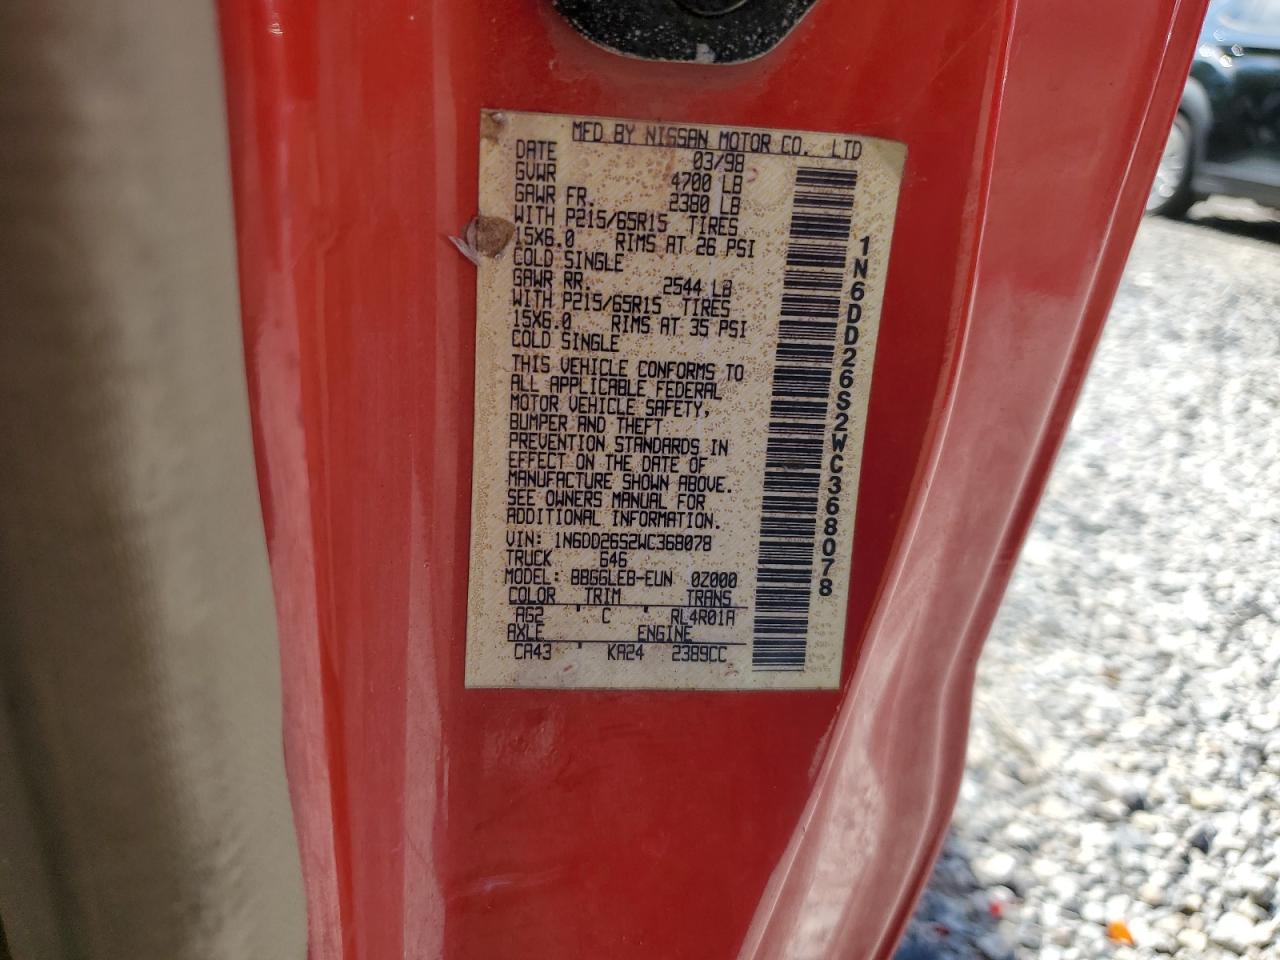 MFD BY NISSAN MOTOR CO. LTD
DATE 03/98
GVWR 4700 LB
GAWR FR. 2380 LB
WITH P215/65R15 TIRES
15X6.0 RIMS AT 26 PSI
COLD SINGLE
GAWR RR 2544 LB
WITH P215/65R15 TIRES
15X6.0 RIMS AT 35 PSI
COLD SINGLE
THIS VEHICLE CONFORMS TO
ALL APPLICABLE FEDERAL
MOTOR VEHICLE SAFETY,
BUMPER AND THEFT
PREVENTION STANDARDS IN
EFFECT ON THE DATE OF
MANUFACTURE SHOWN ABOVE.
SEE OWNERS MANUAL FOR
ADDITIONAL INFORMATION.
VIN: 1N6DD26S2WC368078
TRUCK 646
MODEL: BBGGLEB-EUN 0Z000
COLOR TRIM TRANS
AG2 C RL4R01A
AXLE ENGINE
CA43 KA24 2389CC
1N6DD26S2WC368078